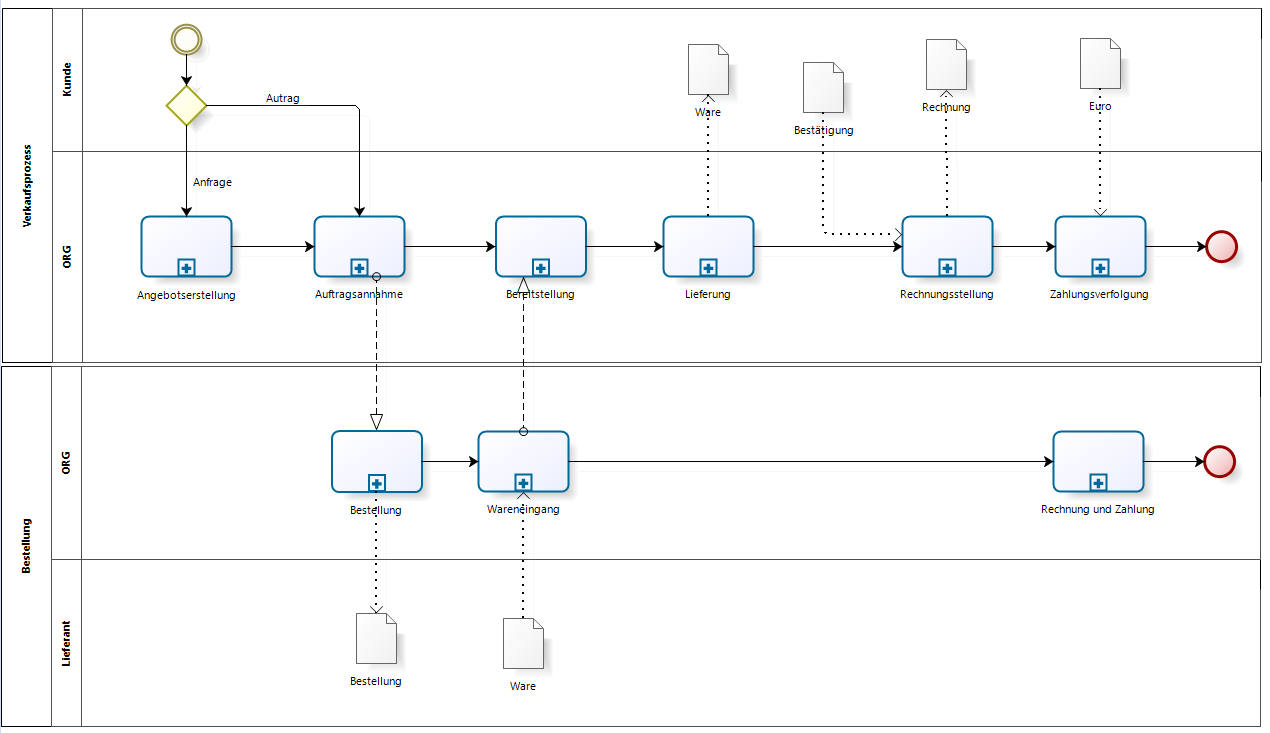 Verkaufsprozess
Kunde
Autrag
Ware
Bestätigung
Rechnung
Euro
ORG
Anfrage
Angebotserstellung
Auftragsannahme
Bereitstellung
Lieferung
Rechnungsstellung
Zahlungsverfolgung
Bestellung
ORG
Bestellung
Wareneingang
Rechnung und Zahlung
Lieferant
Bestellung
Ware